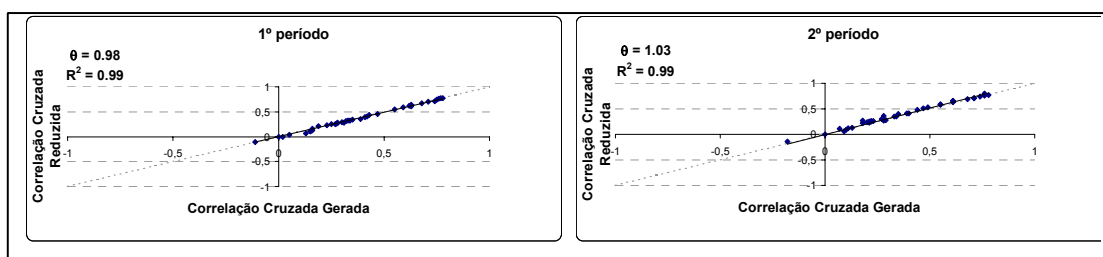 1º período
θ = 0.98
R² = 0.99
Correlação Cruzada
Reduzida
1
0,5
0
-0,5
-1
-1
-0,5
0
0,5
1
Correlação Cruzada Gerada
2º período
θ = 1.03
R² = 0.99
Correlação Cruzada
Reduzida
1
0,5
0
-0,5
-1
-1
-0,5
0
0,5
1
Correlação Cruzada Gerada